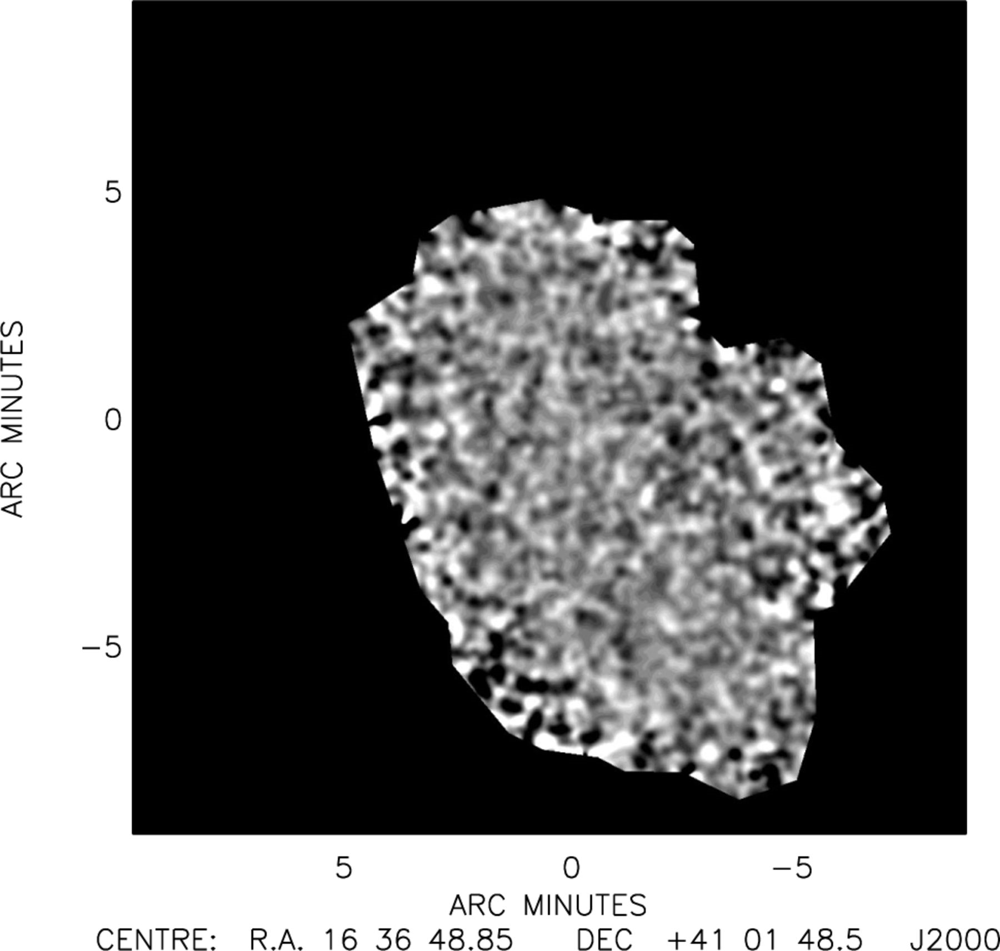 5
0
−5
ARC MINUTES
5 0 −5
ARC MINUTES
CENTRE: R.A. 16 36 48.85 DEC +41 01 48.5 J2000